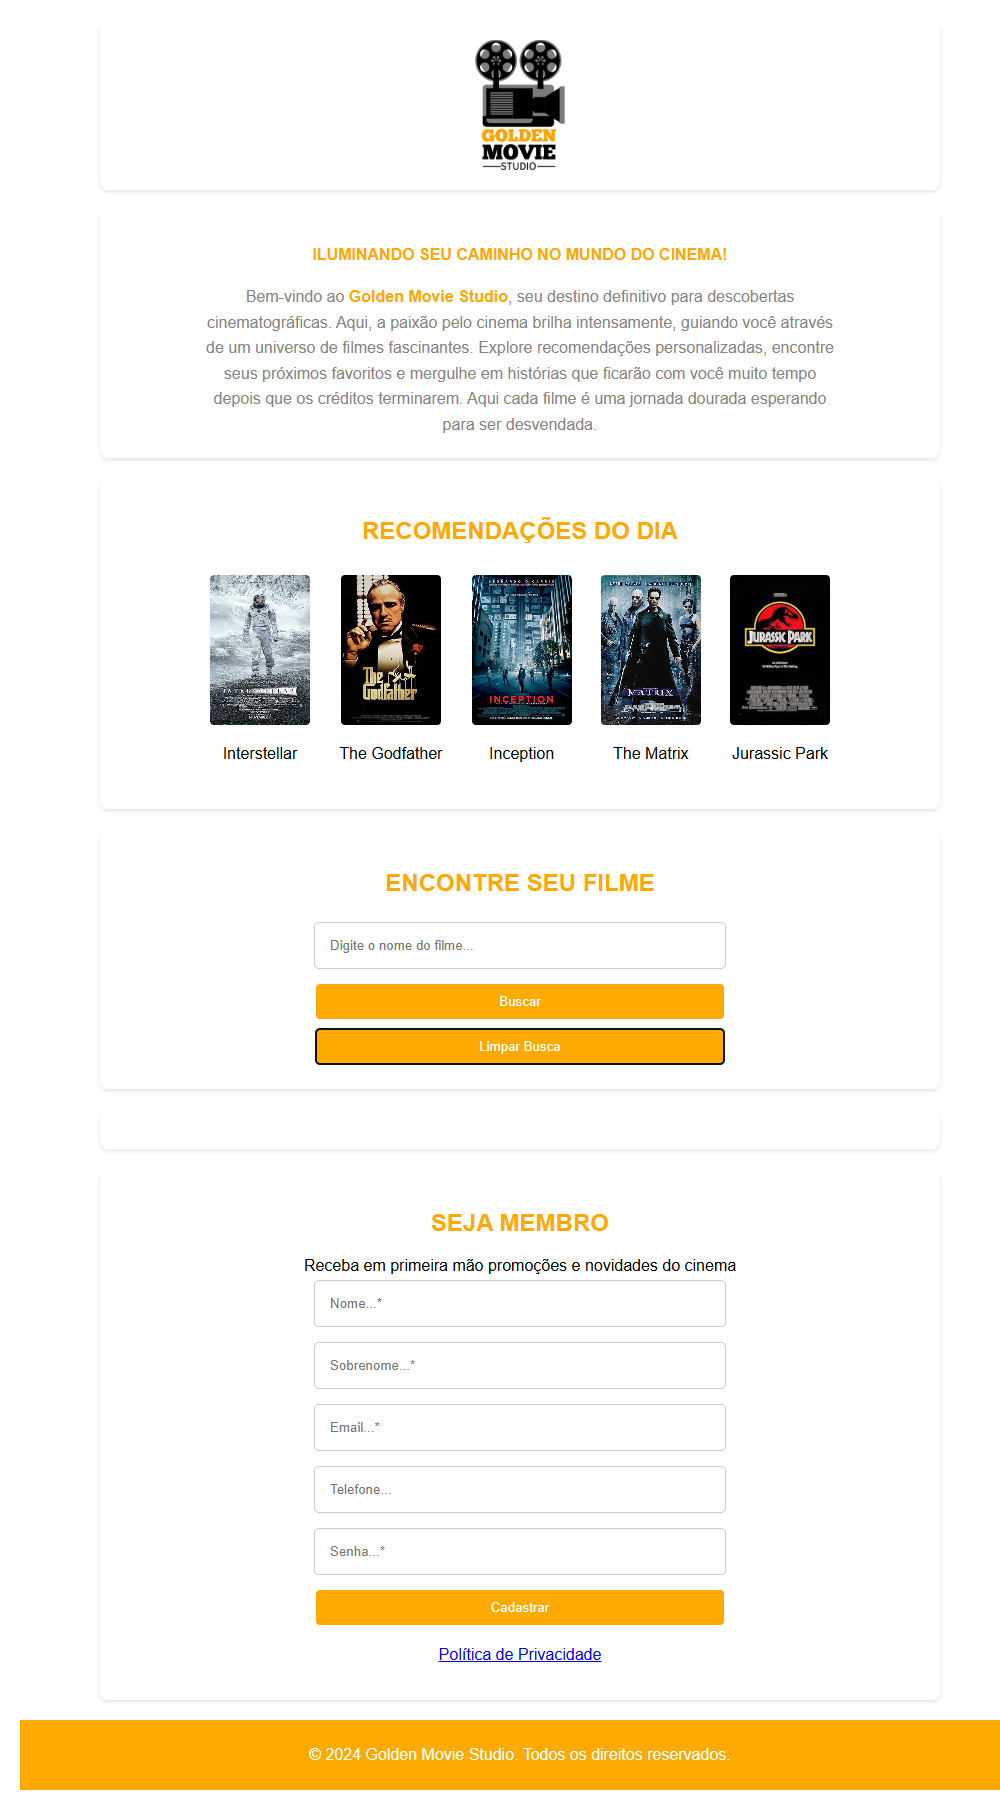 GOLDEN
MOVIE
STUDIO
ILUMINANDO SEU CAMINHO NO MUNDO DO CINEMA!
Bem-vindo ao Golden Movie Studio, seu destino definitivo para descobertas
cinematográficas. Aqui, a paixão pelo cinema brilha intensamente, guiando você através
de um universo de filmes fascinantes. Explore recomendações personalizadas, encontre
seus próximos favoritos e mergulhe em histórias que ficarão com você muito tempo
depois que os créditos terminarem. Aqui cada filme é uma jornada dourada esperando
para ser desvendada.
RECOMENDAÇÕES DO DIA
INTERSTELLAR
The
Godfather
INCEPTION
MATRIX
JURASSIC PARK
Interstellar
The Godfather
Inception
The Matrix
Jurassic Park
ENCONTRE SEU FILME
Digite o nome do filme...
Buscar
Limpar Busca
SEJA MEMBRO
Receba em primeira mão promoções e novidades do cinema
Nome...*
Sobrenome...*
Email...*
Telefone...
Senha...*
Cadastrar
Política de Privacidade
© 2024 Golden Movie Studio. Todos os direitos reservados.